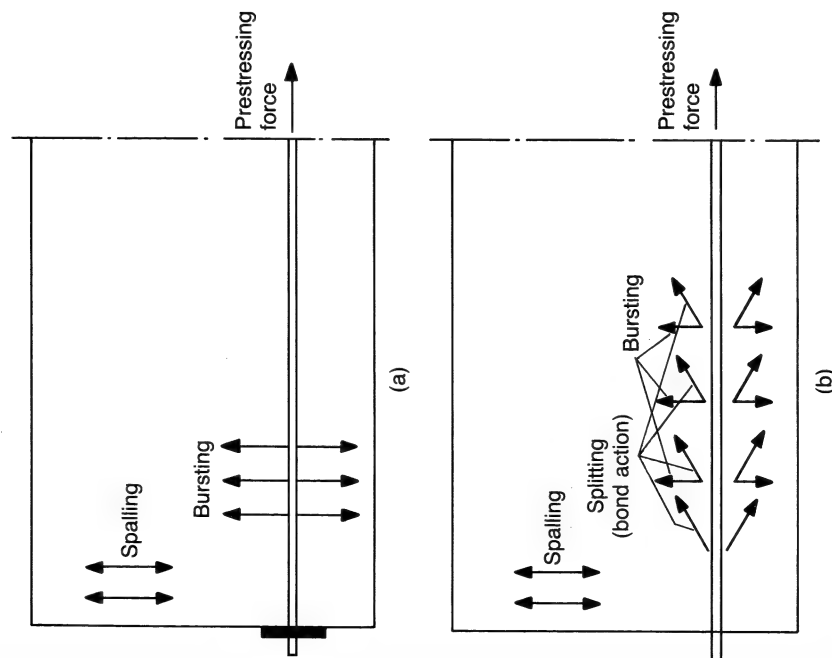 Prestressing
force
Spalling
Bursting
(a)
Prestressing
force
Spalling
Splitting
(bond action)
Bursting
(b)